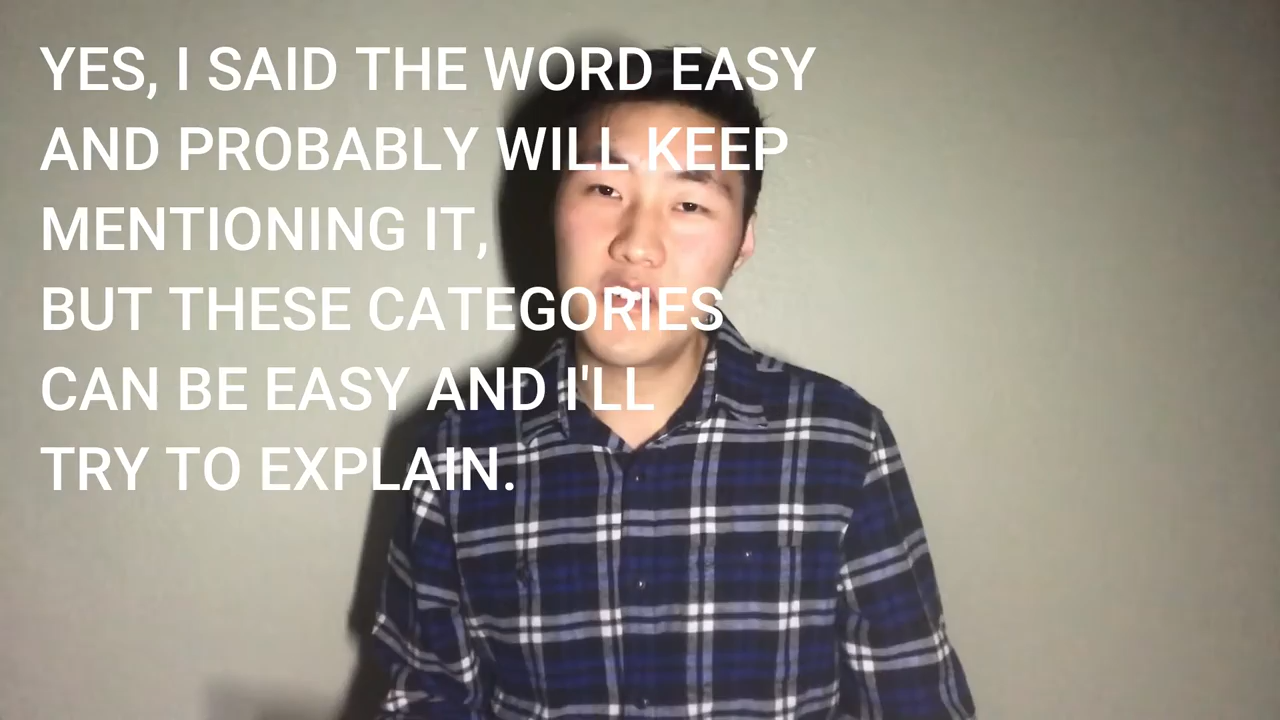 YES, I SAID THE WORD EASY
AND PROBABLY WILL KEEP
MENTIONING IT,
BUT THESE CATEGORIES
CAN BE EASY AND I'LL
TRY TO EXPLAIN.